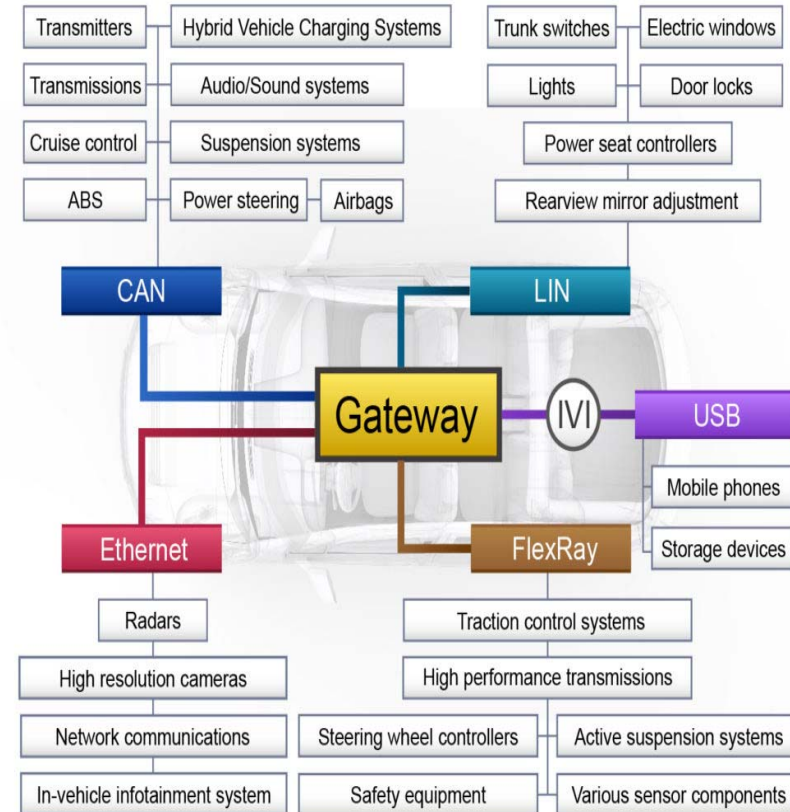 Transmitters
Hybrid Vehicle Charging Systems
Transmissions
Audio/Sound systems
Cruise control
Suspension systems
ABS
Power steering
Airbags
CAN
Trunk switches
Electric windows
Lights
Door locks
Power seat controllers
Rearview mirror adjustment
LIN
Gateway
IVI
USB
Mobile phones
Storage devices
Ethernet
Radars
High resolution cameras
Network communications
In-vehicle infotainment system
FlexRay
Traction control systems
High performance transmissions
Steering wheel controllers
Active suspension systems
Safety equipment
Various sensor components